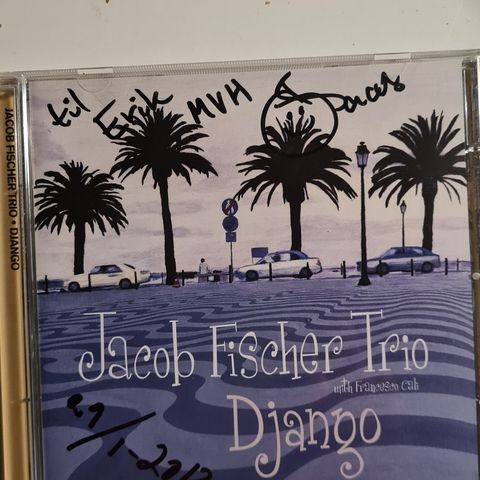 JACOB FISCHER TRIO • DJANGO
til Erik MVH
Jacob Fischer Trio
with Francesco Cali
Django